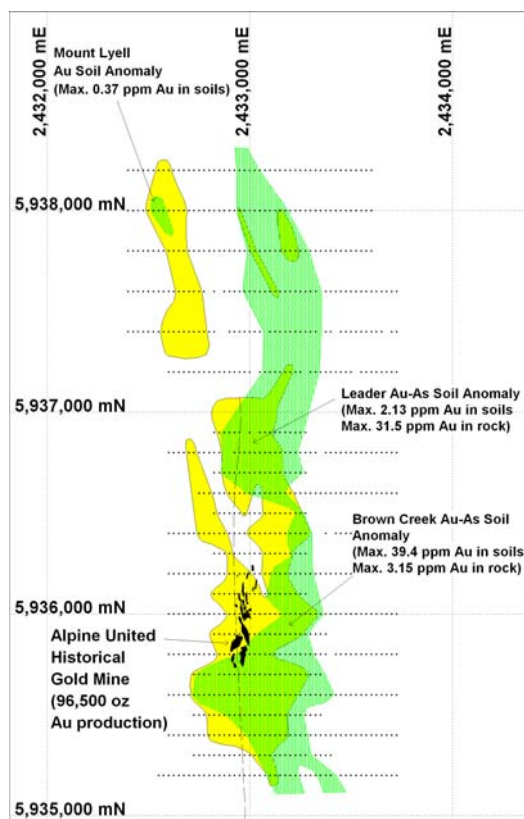 2,432,000 mE
2,433,000 mE
2,434,000 mE
Mount Lyell
Au Soil Anomaly
(Max. 0.37 ppm Au in soils)
5,938,000 mN
5,937,000 mN
Leader Au-As Soil Anomaly
(Max. 2.13 ppm Au in soils
Max. 31.5 ppm Au in rock)
Brown Creek Au-As Soil
Anomaly
(Max. 39.4 ppm Au in soils
Max. 3.15 ppm Au in rock)
5,936,000 mN
Alpine United
Historical
Gold Mine
(96,500 oz
Au production)
5,935,000 mN